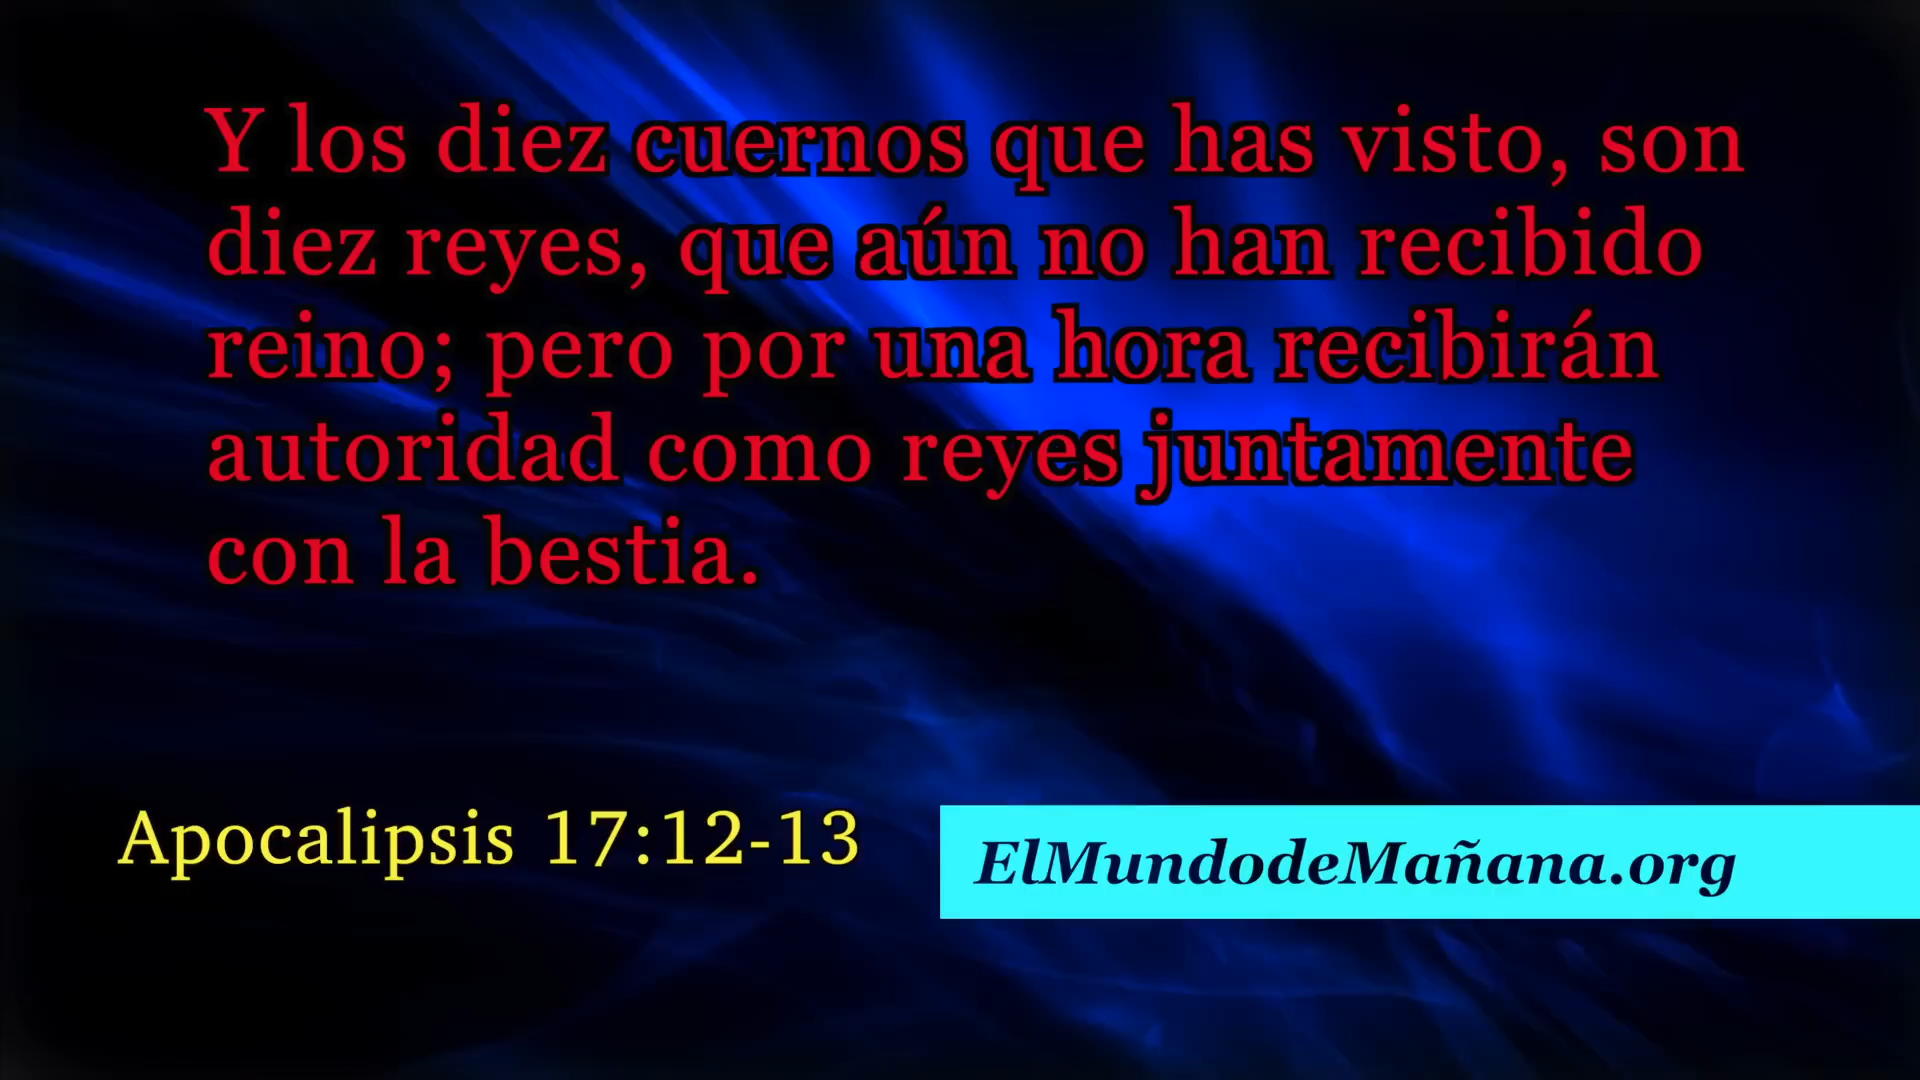 Y los diez cuernos que has visto, son
diez reyes, que aún no han recibido
reino; pero por una hora recibirán
autoridad como reyes juntamente
con la bestia.
Apocalipsis 17:12-13
ElMundodeMañana.org